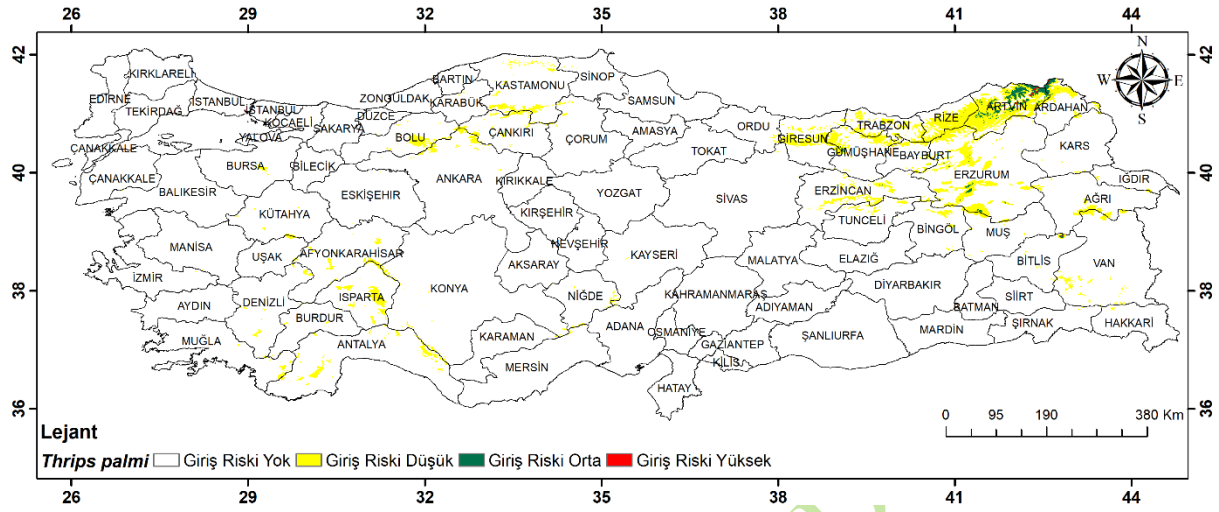 26 29 32 35 38 41 44
42 42
N
W E
S
KIRKLARELİ
EDİRNE
TEKİRDAĞ
İSTANBUL
İSTANBUL
KOCAELİ
YALOVA
SAKARYA
DÜZCE
ZONGULDAK
BARTIN
KARABÜK
KASTAMONU
SİNOP
SAMSUN
ORDU
GİRESUN
TRABZON
RİZE
ARTVİN
ARDAHAN
ÇANAKKALE
ÇANAKKALE
BURSA
BİLECİK
BOLU
ÇANKIRI
ÇORUM
AMASYA
TOKAT
GÜMÜŞHANE
BAYBURT
KARS
40 40
BALIKESİR
ESKİŞEHİR
ANKARA
KIRIKKALE
YOZGAT
SİVAS
ERZİNCAN
ERZURUM
IĞDIR
AĞRI
KÜTAHYA
KIRŞEHİR
TUNCELİ
BİNGÖL
MUŞ
MANİSA
UŞAK
AFYONKARAHİSAR
NEVŞEHİR
AKSARAY
KAYSERİ
MALATYA
ELAZIĞ
BİTLİS
VAN
38 38
İZMİR
AYDIN
DENİZLİ
ISPARTA
KONYA
NİĞDE
KAHRAMANMARAŞ
ADIYAMAN
DİYARBAKIR
BATMAN
SİİRT
MUĞLA
BURDUR
ANTALYA
KARAMAN
MERSİN
ADANA
OSMANİYE
GAZİANTEP
KİLİS
ŞANLIURFA
MARDİN
ŞIRNAK
HAKKARİ
HATAY
36 36
0 95 190 380 Km
Lejant
Thrips palmi Giriş Riski Yok Giriş Riski Düşük Giriş Riski Orta Giriş Riski Yüksek
26 29 32 35 38 41 44